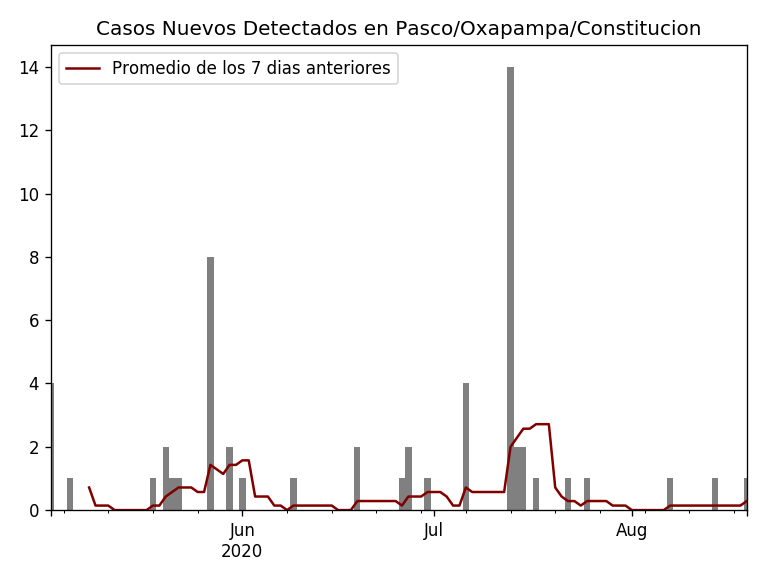 Casos Nuevos Detectados en Pasco/Oxapampa/Constitucion
Promedio de los 7 dias anteriores
14
12
10
8
6
4
2
0
Jun
2020
Jul
Aug